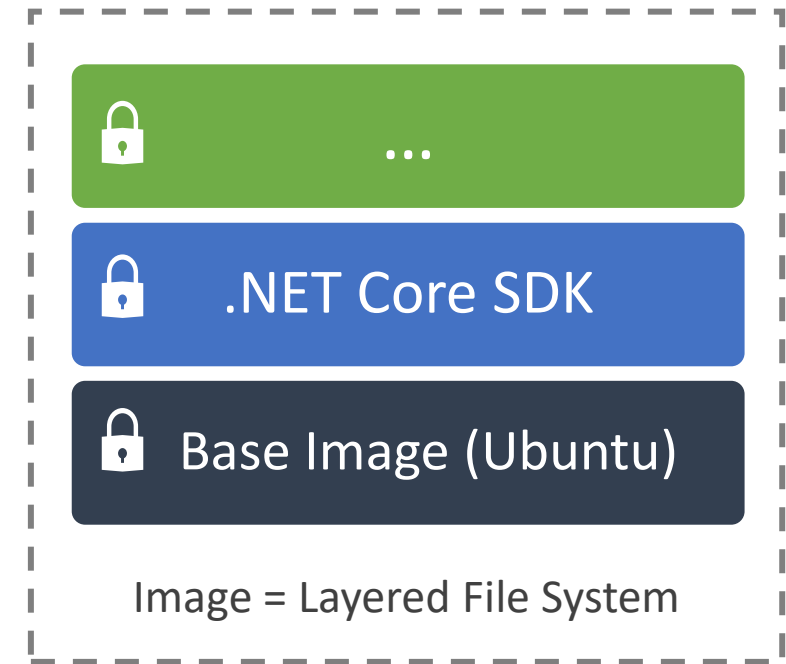 ...
.NET Core SDK
Base Image (Ubuntu)
Image = Layered File System